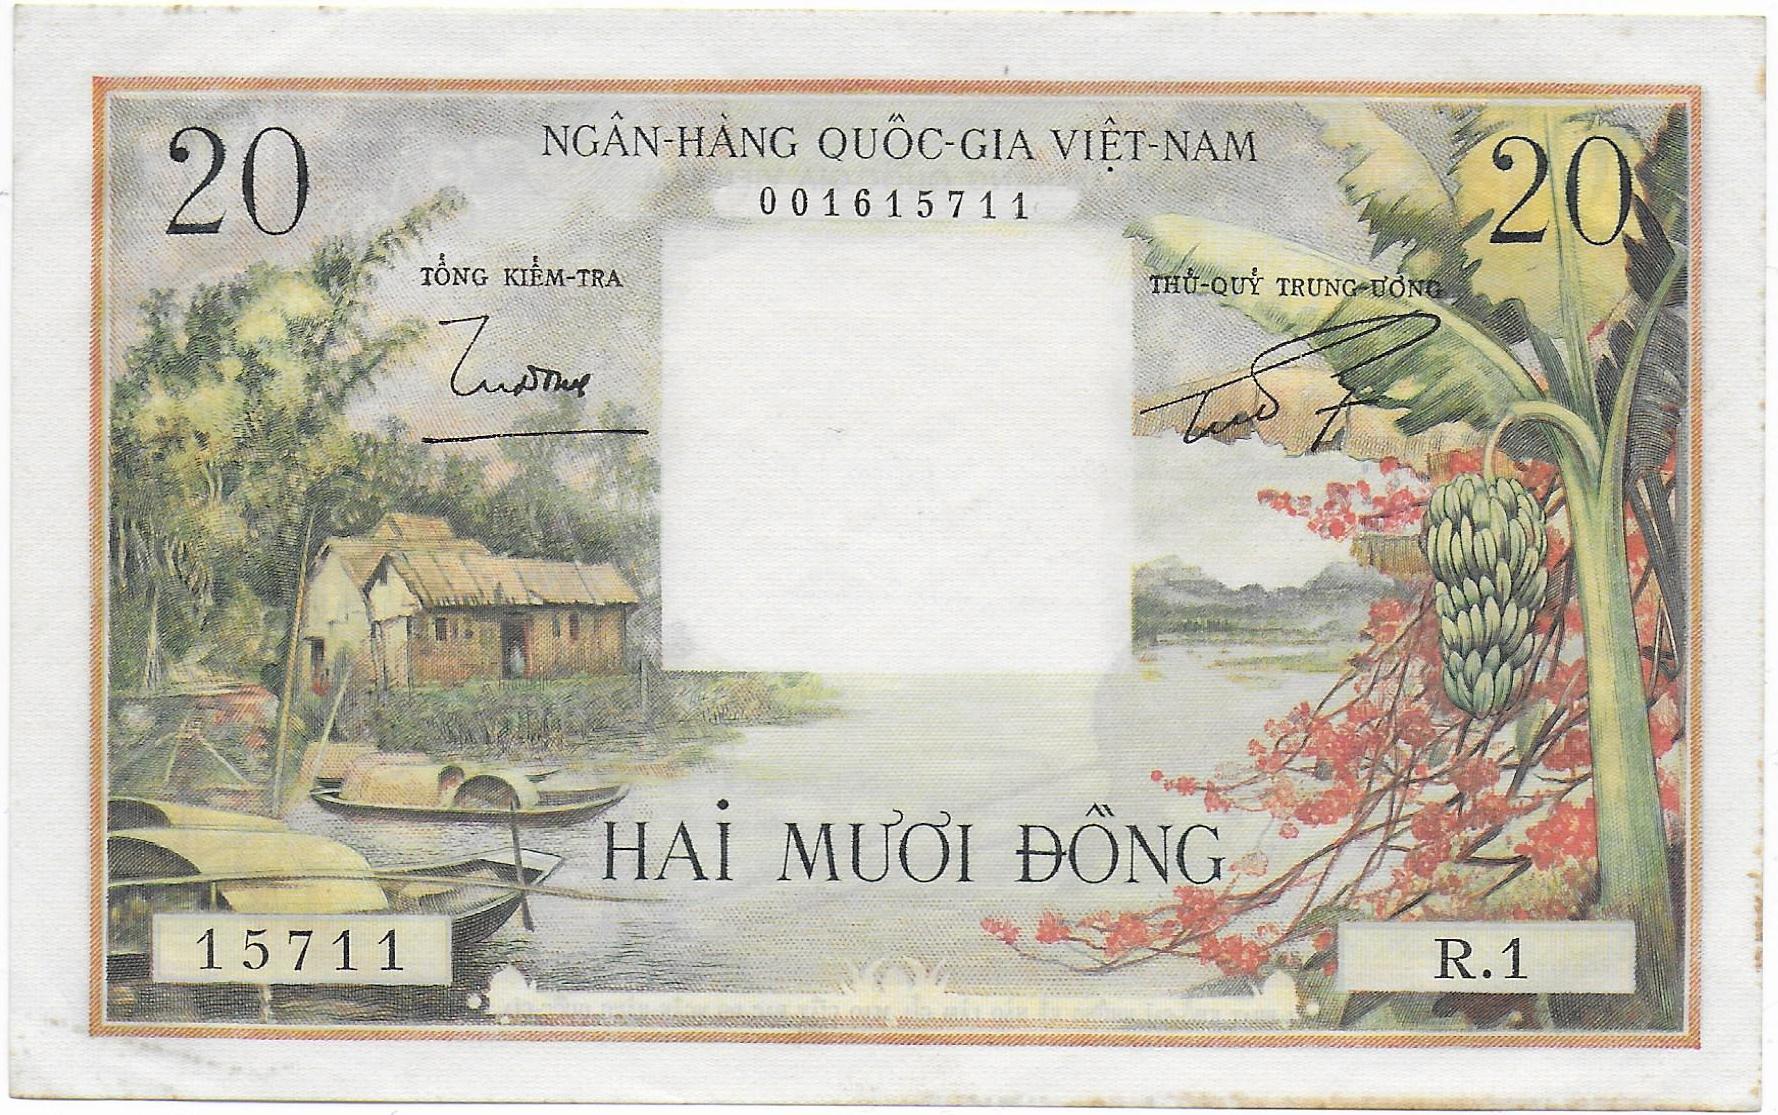 20
NGÂN-HÀNG QUỐC-GIA VIỆT-NAM
20
001615711
TỔNG KIỂM-TRA
THỦ-QUỸ TRUNG-ƯƠNG
HAI MƯƠI ĐỒNG
15711
R.1